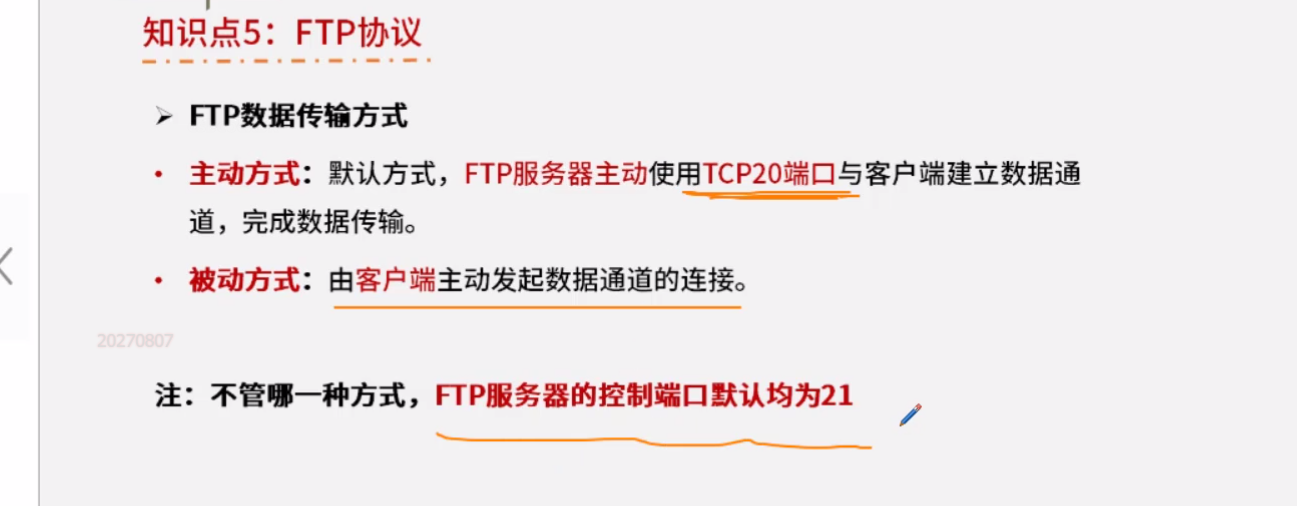 知识点5：FTP协议
➢ FTP数据传输方式
• 主动方式：默认方式，FTP服务器主动使用TCP20端口与客户端建立数据通
道，完成数据传输。
• 被动方式：由客户端主动发起数据通道的连接。
20270807
注：不管哪一种方式，FTP服务器的控制端口默认均为21